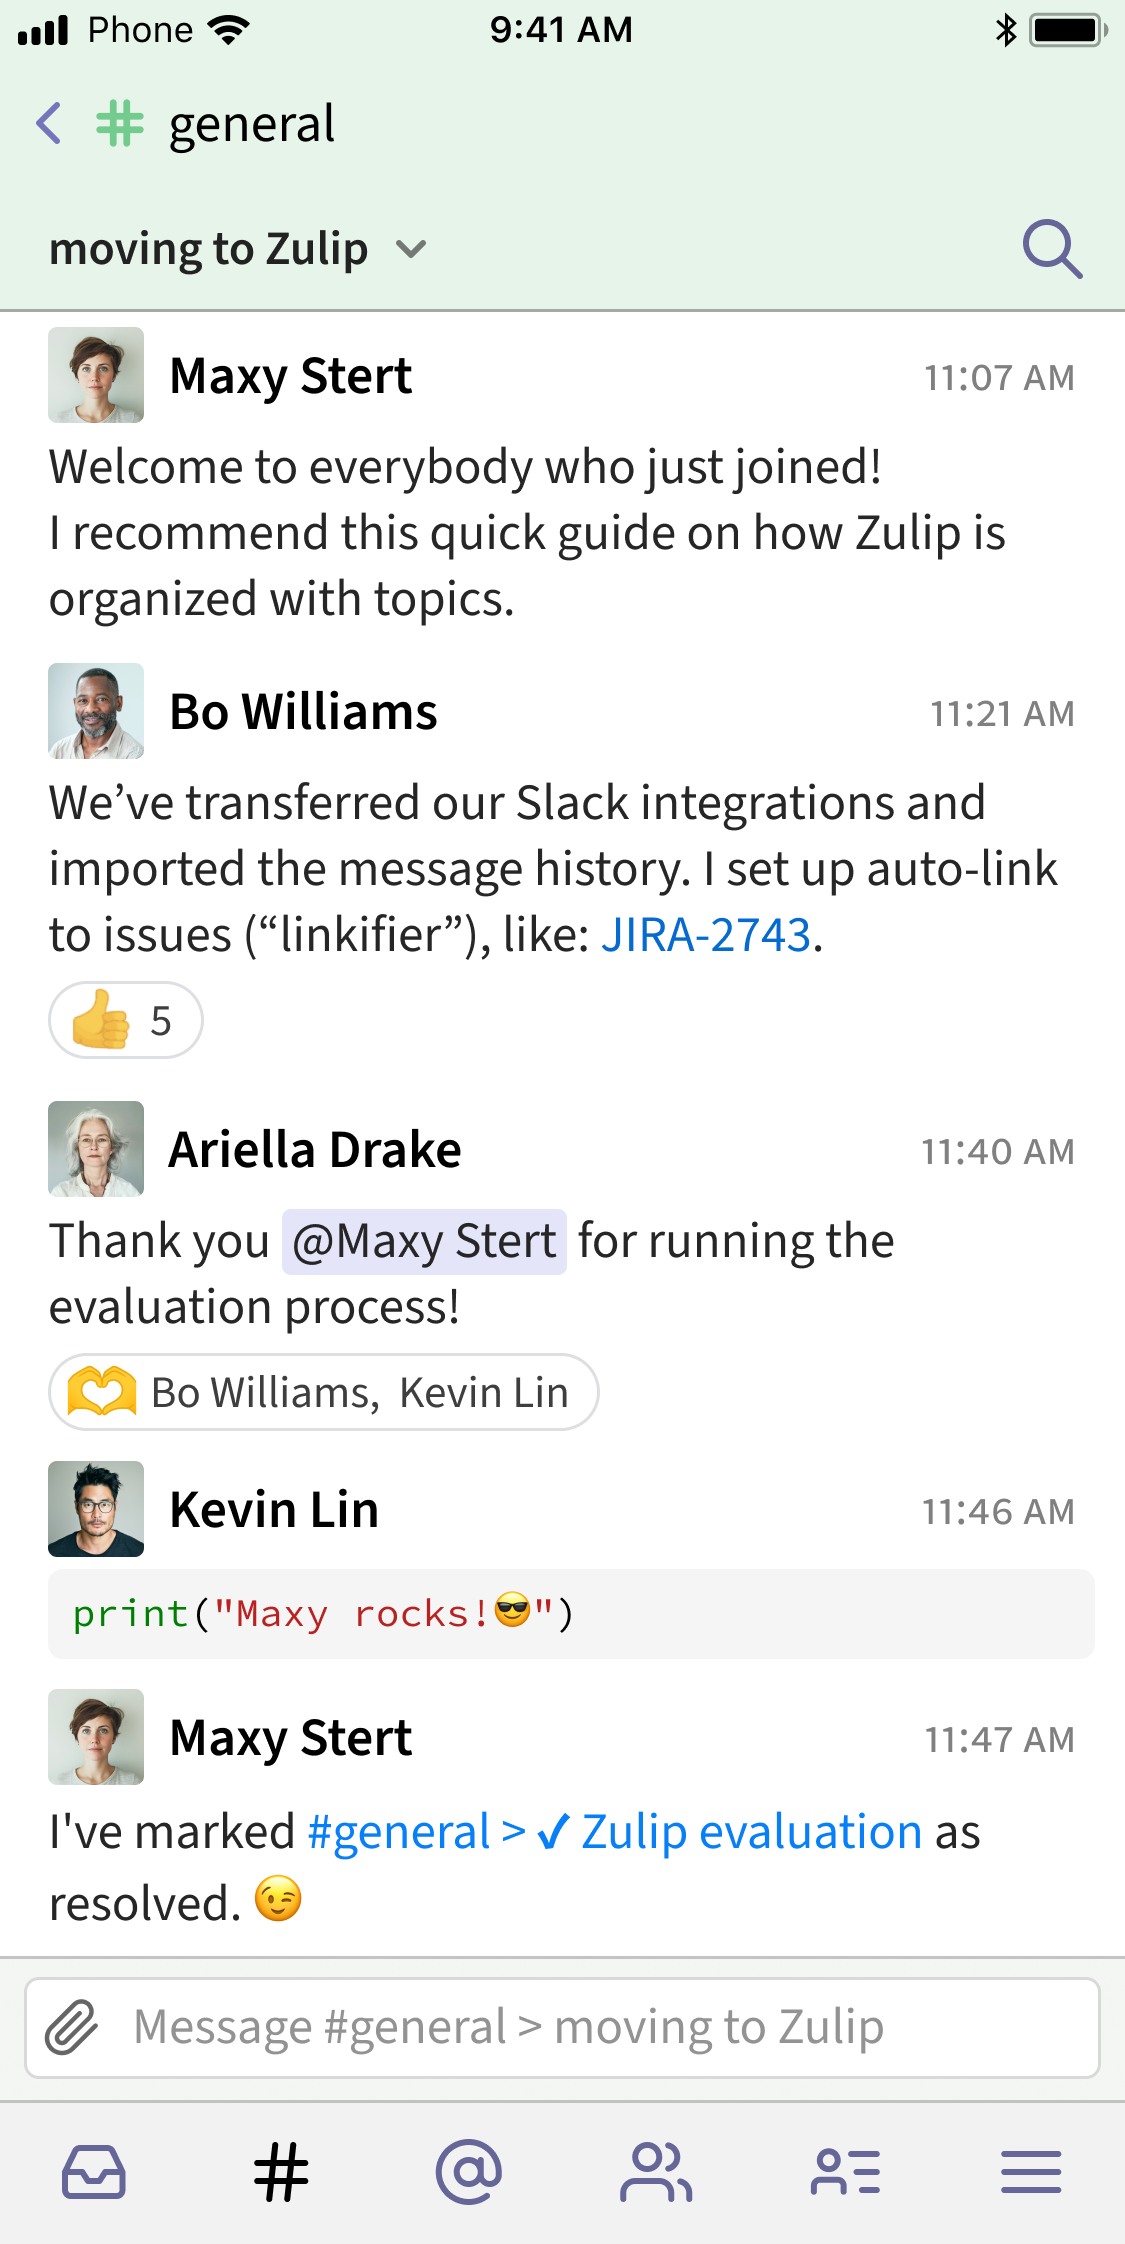 Phone 9:41 AM
# general
moving to Zulip
Maxy Stert 11:07 AM
Welcome to everybody who just joined!
I recommend this quick guide on how Zulip is
organized with topics.
Bo Williams 11:21 AM
We’ve transferred our Slack integrations and
imported the message history. I set up auto-link
to issues (“linkifier”), like: JIRA-2743.
👍 5
Ariella Drake 11:40 AM
Thank you @Maxy Stert for running the
evaluation process!
🫶 Bo Williams, Kevin Lin
Kevin Lin 11:46 AM
print("Maxy rocks!😎")
Maxy Stert 11:47 AM
I've marked #general > ✔ Zulip evaluation as
resolved. 😉
Message #general > moving to Zulip